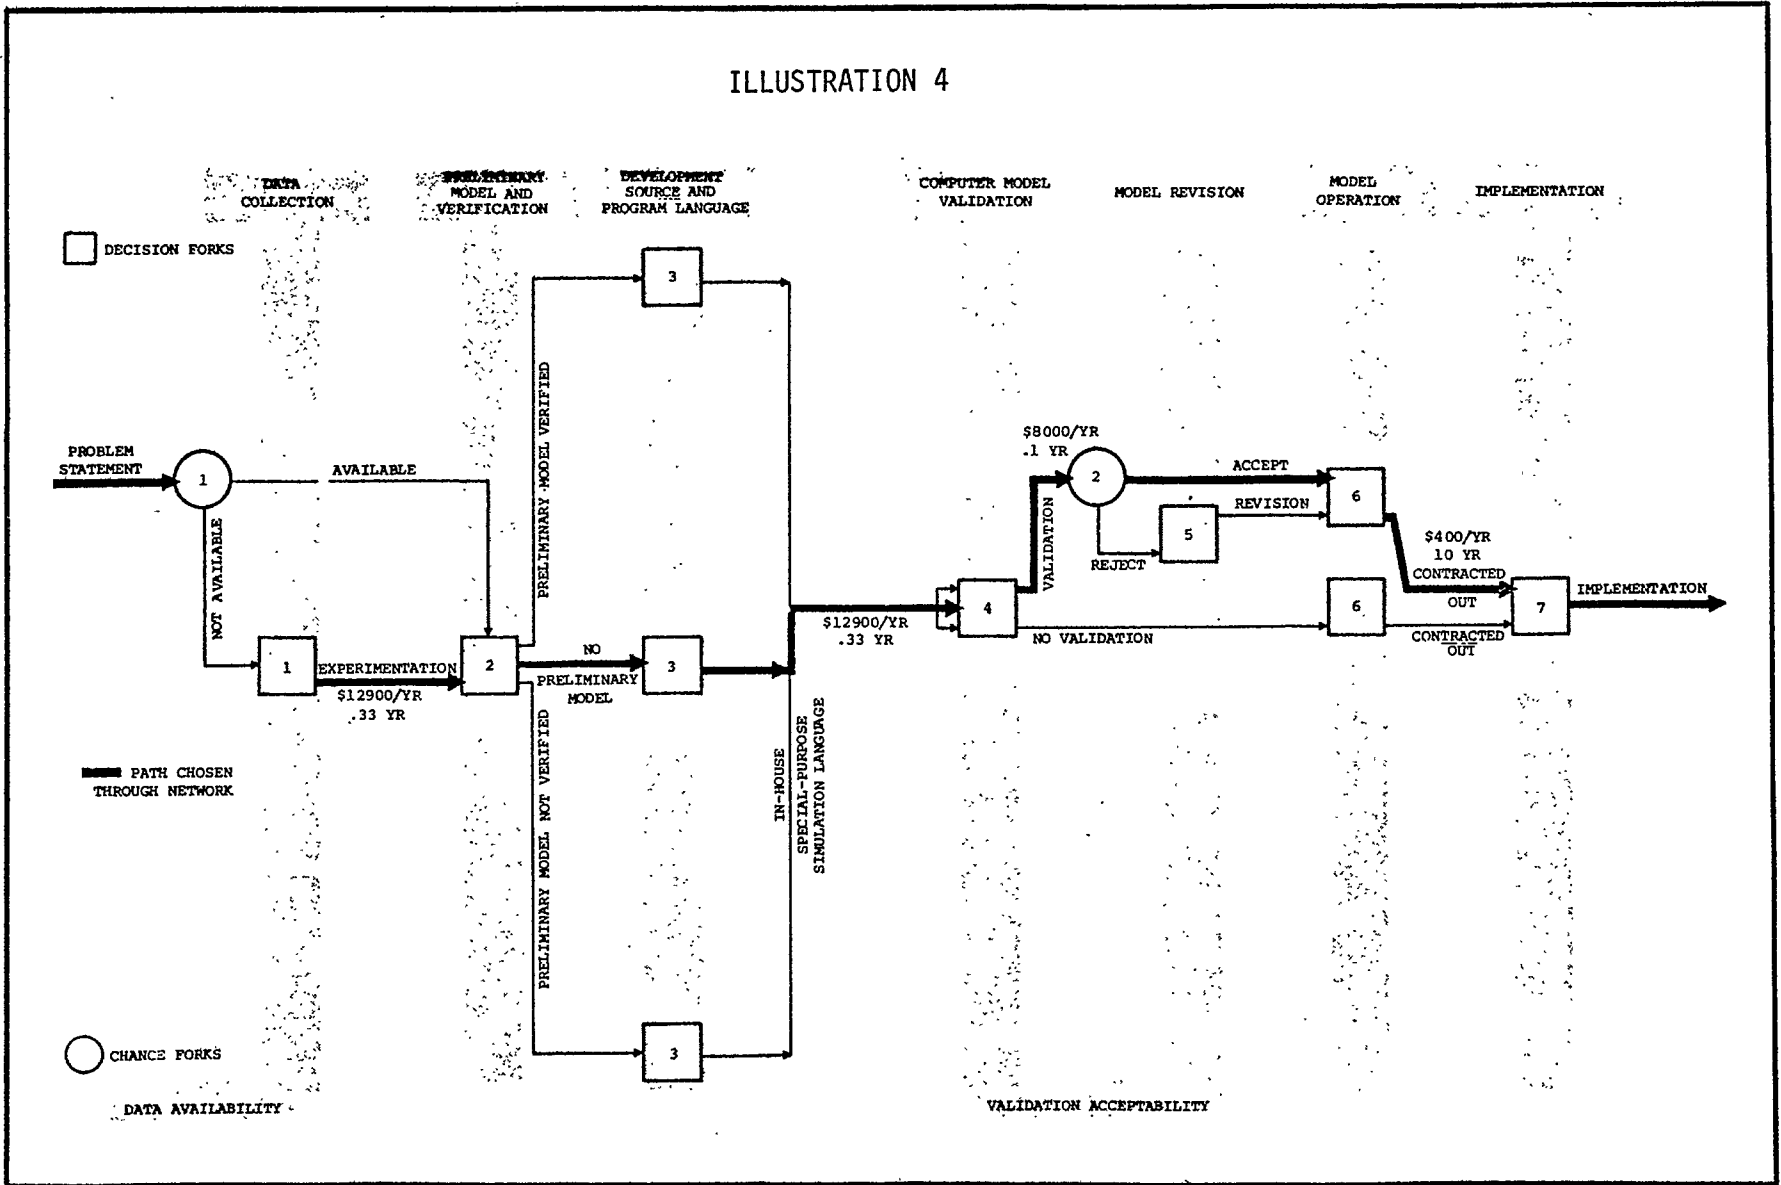 ILLUSTRATION 4
DATA
COLLECTION
PRELIMINARY
MODEL AND
VERIFICATION
DEVELOPMENT
SOURCE AND
PROGRAM LANGUAGE
COMPUTER MODEL
VALIDATION
MODEL REVISION
MODEL
OPERATION
IMPLEMENTATION
DECISION FORKS
3
PROBLEM
STATEMENT
1
AVAILABLE
NOT AVAILABLE
1
EXPERIMENTATION
$12900/YR
.33 YR
2
PRELIMINARY MODEL VERIFIED
NO
PRELIMINARY
MODEL
3
PRELIMINARY MODEL NOT VERIFIED
3
IN-HOUSE
SPECIAL-PURPOSE
SIMULATION LANGUAGE
$12900/YR
.33 YR
4
VALIDATION
$8000/YR
.1 YR
2
ACCEPT
REJECT
5
REVISION
6
NO VALIDATION
6
$400/YR
10 YR
CONTRACTED
OUT
CONTRACTED
OUT
7
IMPLEMENTATION
PATH CHOSEN
THROUGH NETWORK
CHANCE FORKS
DATA AVAILABILITY
VALIDATION ACCEPTABILITY